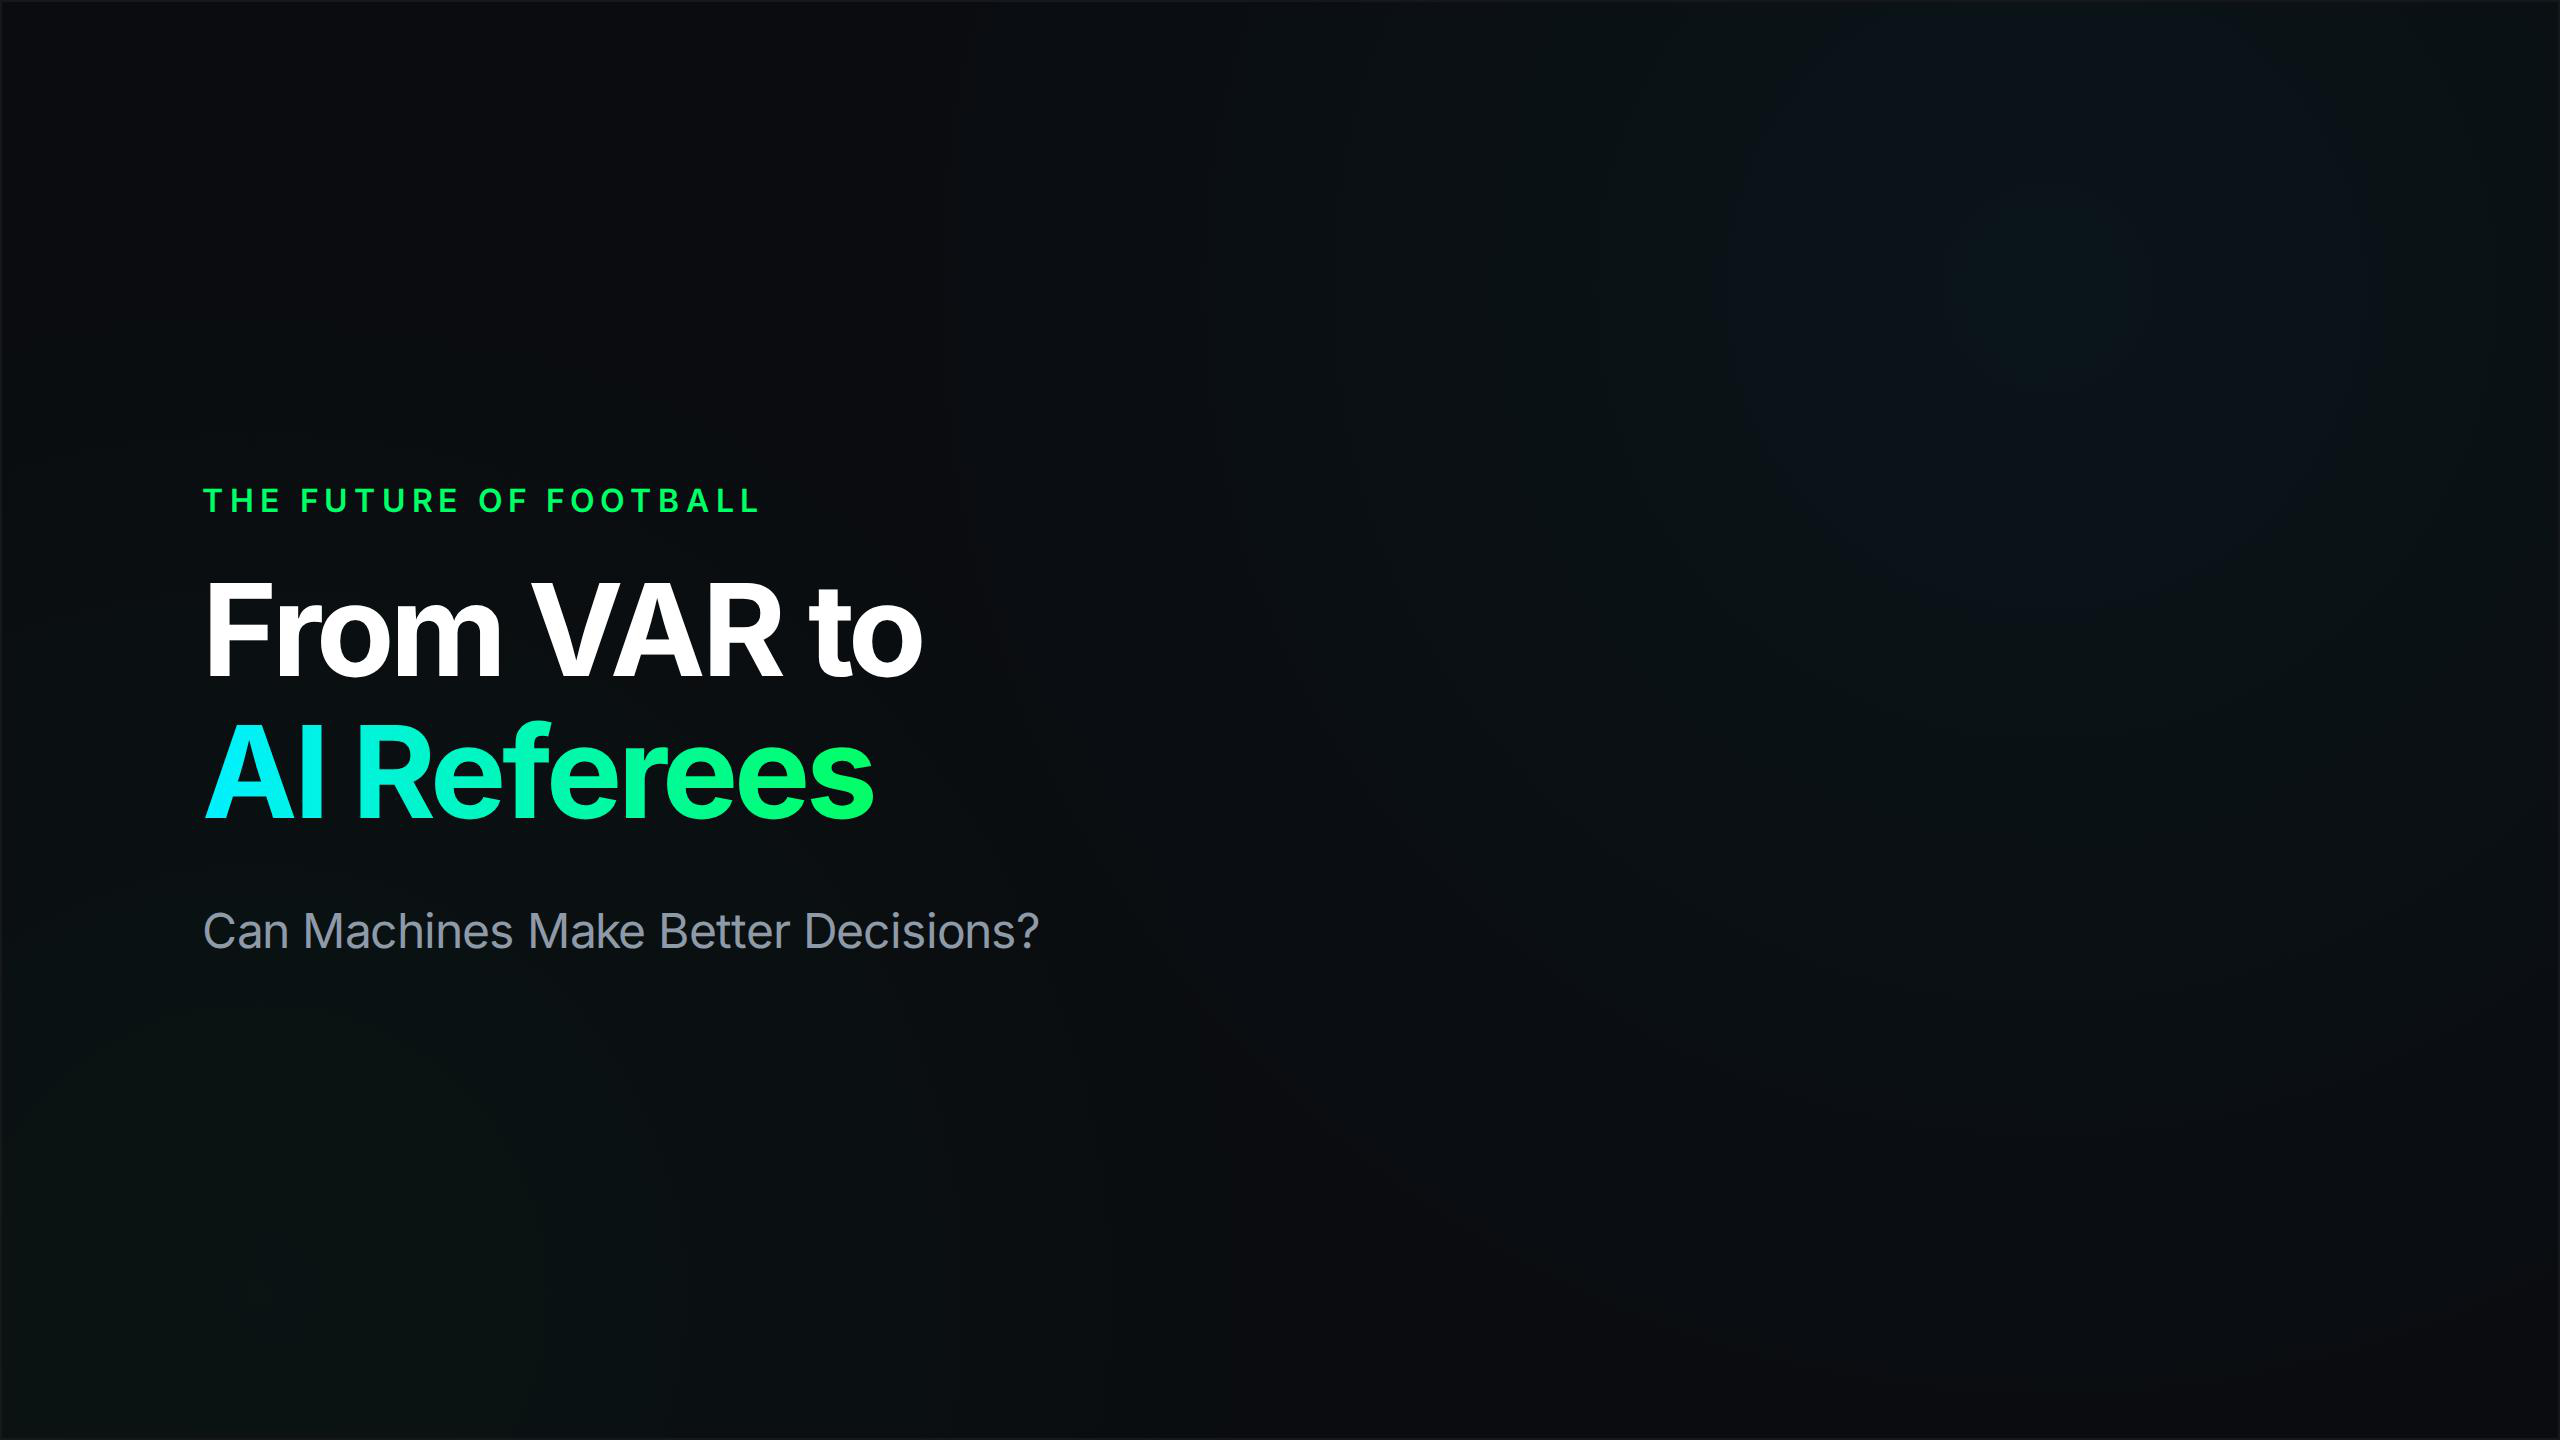 THE FUTURE OF FOOTBALL
From VAR to
AI Referees
Can Machines Make Better Decisions?